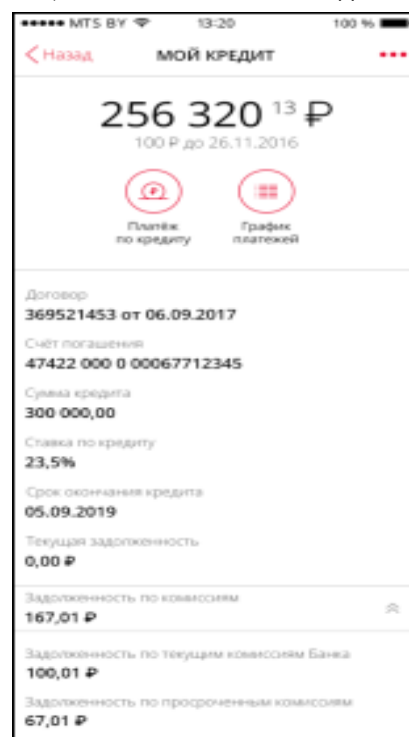 MTS BY 13:20 100 %
Назад МОЙ КРЕДИТ
256 320 13 ₽
100 ₽ до 26.11.2016
Платёж по кредиту
График платежей
Договор
369521453 от 06.09.2017
Счёт погашения
47422 000 0 00067712345
Сумма кредита
300 000,00
Ставка по кредиту
23,5%
Срок окончания кредита
05.09.2019
Текущая задолженность
0,00 ₽
Задолженность по комиссиям
167,01 ₽
Задолженность по текущим комиссиям Банка
100,01 ₽
Задолженность по просроченным комиссиям
67,01 ₽